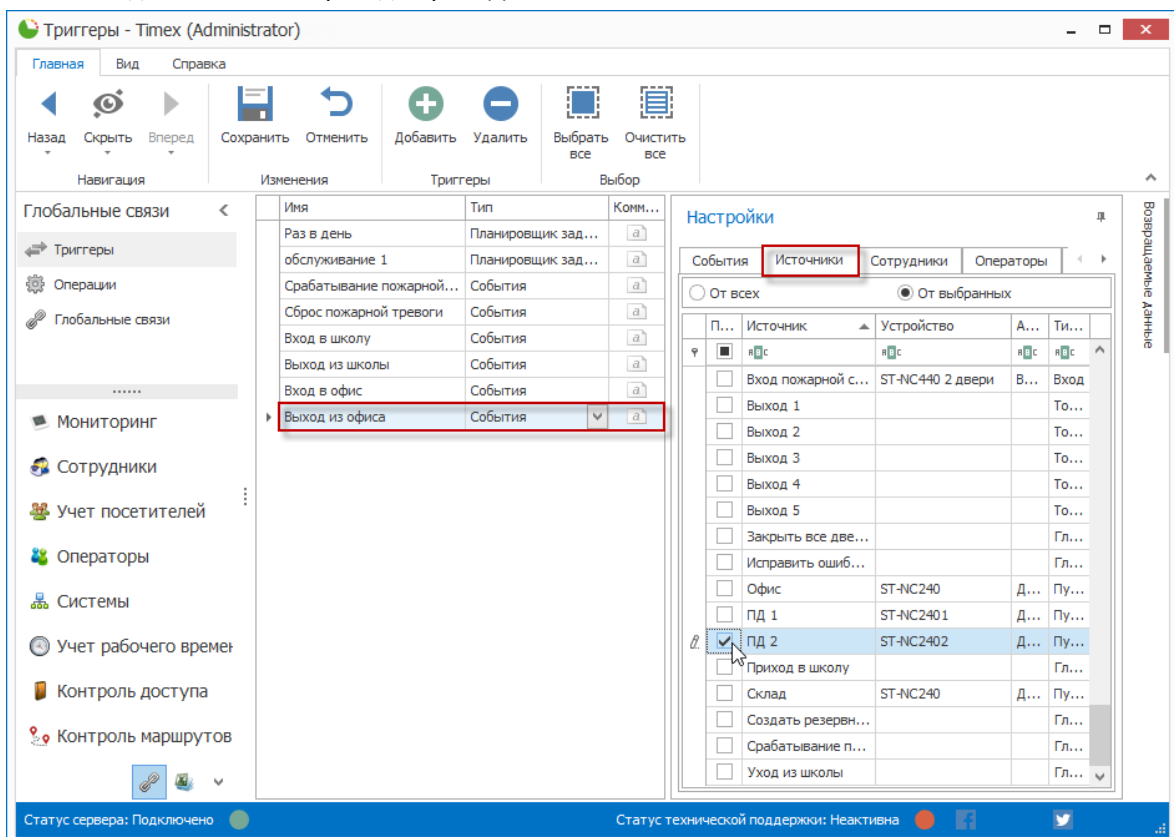 Триггеры - Timex (Administrator)
Главная Вид Справка
Назад Скрыть Вперед Сохранить Отменить Добавить Удалить Выбрать все Очистить все
Навигация Изменения Триггеры Выбор
Глобальные связи
Триггеры
Операции
Глобальные связи
Мониторинг
Сотрудники
Учет посетителей
Операторы
Системы
Учет рабочего времен
Контроль доступа
Контроль маршрутов
Имя Тип Комм...
Раз в день Планировщик зад... a
обслуживание 1 Планировщик зад... a
Срабатывание пожарной... События a
Сброс пожарной тревоги События a
Вход в школу События a
Выход из школы События a
Вход в офис События a
Выход из офиса События a
Настройки
События Источники Сотрудники Операторы
От всех От выбранных
П... Источник Устройство А... Ти...
Вход пожарной с... ST-NC440 2 двери В... Вход
Выход 1 То...
Выход 2 То...
Выход 3 То...
Выход 4 То...
Выход 5 То...
Закрыть все две... Гл...
Исправить ошиб... Гл...
Офис ST-NC240 Д... Пу...
ПД 1 ST-NC2401 Д... Пу...
ПД 2 ST-NC2402 Д... Пу...
Приход в школу Гл...
Склад ST-NC240 Д... Пу...
Создать резервн... Гл...
Срабатывание п... Гл...
Уход из школы Гл...
Возвращаемые данные
Статус сервера: Подключено Статус технической поддержки: Неактивна